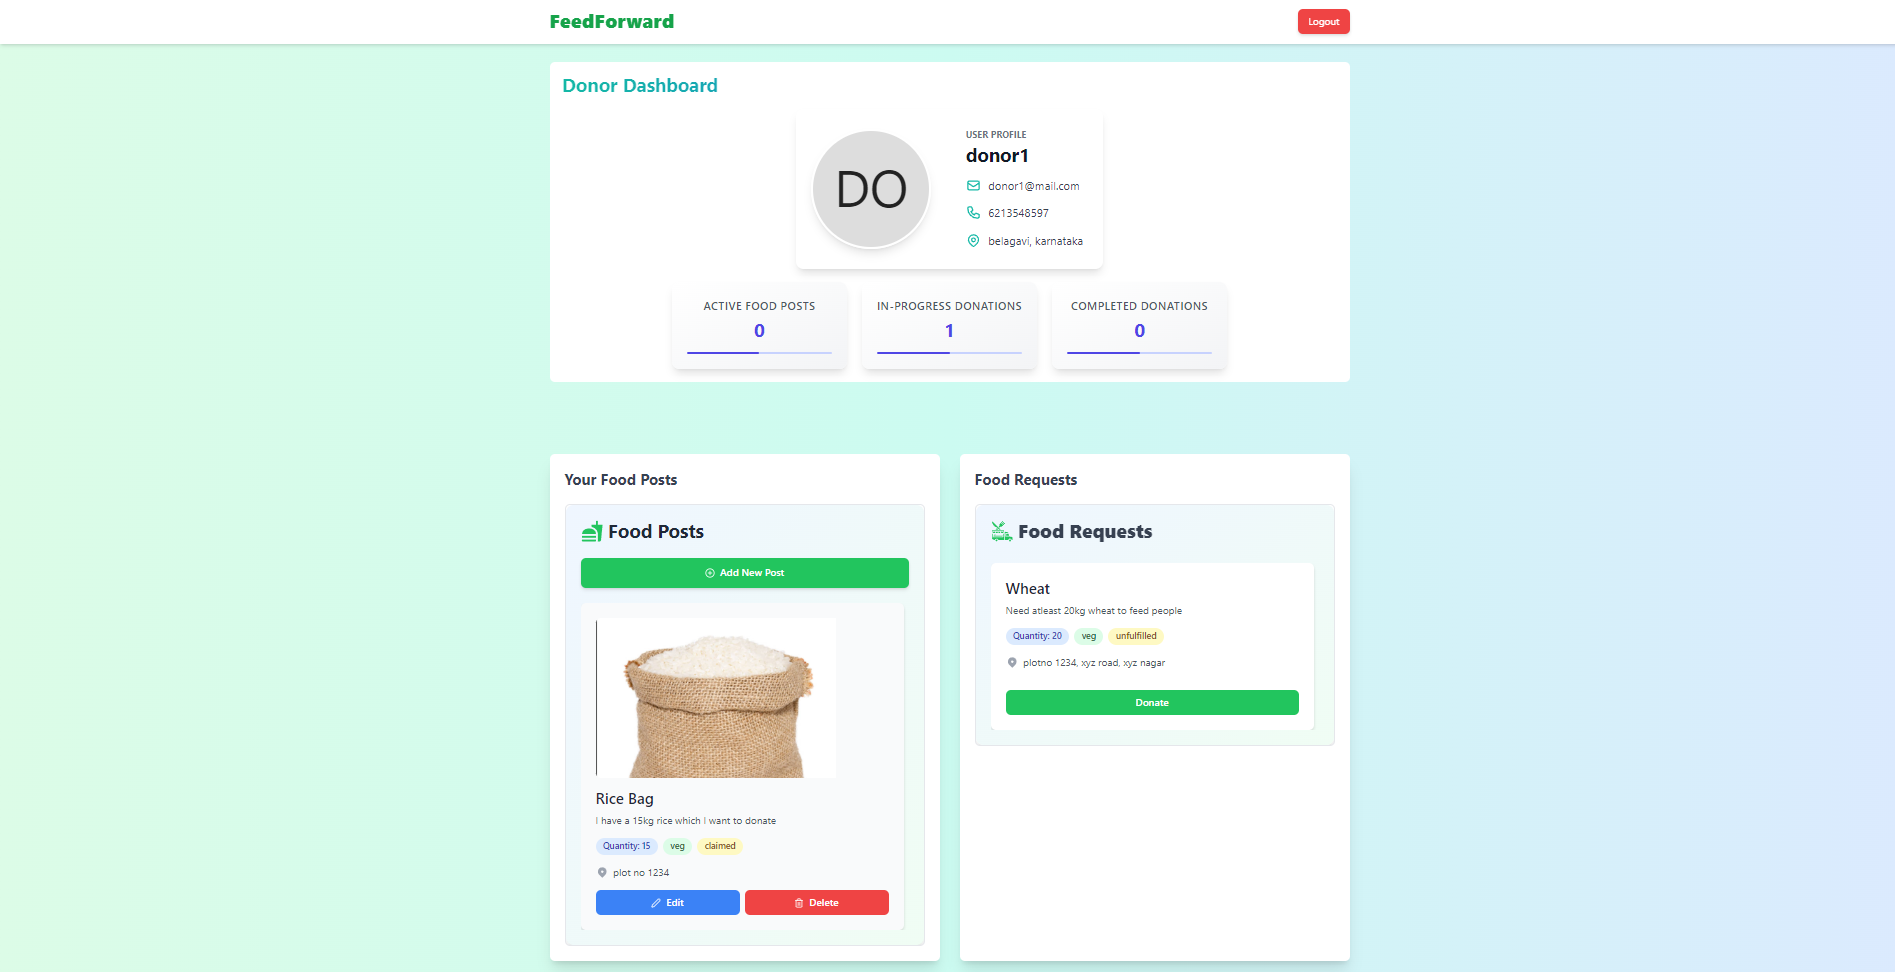 FeedForward
Logout
Donor Dashboard
DO
USER PROFILE
donor1
donor1@mail.com
6213548597
belagavi, karnataka
ACTIVE FOOD POSTS
0
IN-PROGRESS DONATIONS
1
COMPLETED DONATIONS
0
Your Food Posts
Food Posts
Add New Post
Rice Bag
I have a 15kg rice which I want to donate
Quantity: 15 veg claimed
plot no 1234
Edit Delete
Food Requests
Food Requests
Wheat
Need atleast 20kg wheat to feed people
Quantity: 20 veg unfulfilled
plotno 1234, xyz road, xyz nagar
Donate